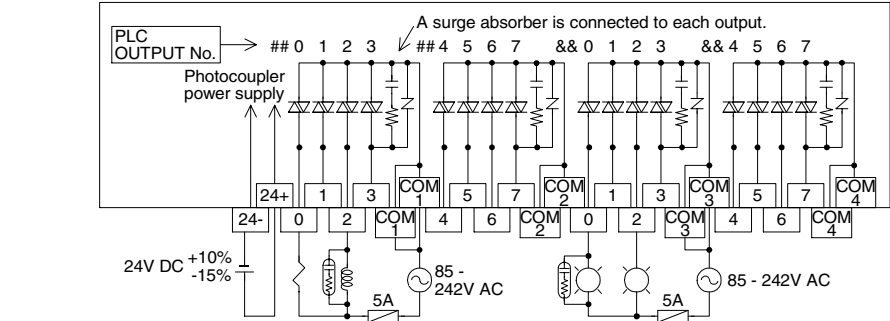 A surge absorber is connected to each output.
PLC
OUTPUT No.
## 0 1 2 3 ## 4 5 6 7 && 0 1 2 3 && 4 5 6 7
Photocoupler
power supply
24+ 1 3 COM 1 5 7 COM 2 1 3 COM 3 5 7 COM 4
24- 0 2 COM 1 4 6 COM 2 0 2 COM 3 4 6 COM 4
24V DC +10%
-15%
85 -
242V AC
85 - 242V AC
5A
5A